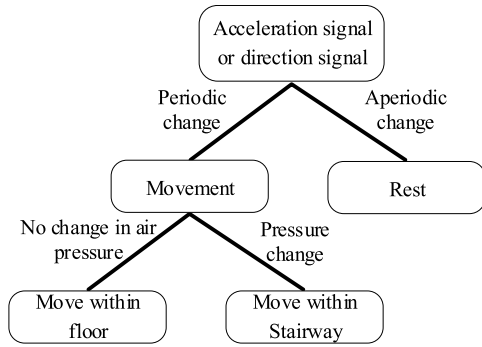 Acceleration signal
or direction signal
Periodic
change
Aperiodic
change
Movement
Rest
No change in air
pressure
Pressure
change
Move within
floor
Move within
Stairway